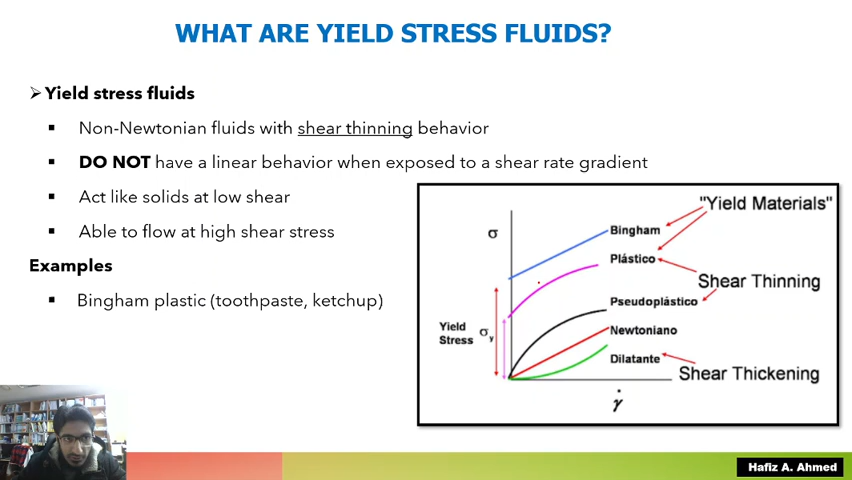 WHAT ARE YIELD STRESS FLUIDS?
Yield stress fluids
Non-Newtonian fluids with shear thinning behavior
DO NOT have a linear behavior when exposed to a shear rate gradient
Act like solids at low shear
Able to flow at high shear stress
Examples
Bingham plastic (toothpaste, ketchup)
σ
Bingham
"Yield Materials"
Plástico
Shear Thinning
Pseudoplástico
Yield
Stress
σy
Newtoniano
Dilatante
Shear Thickening
γ̇
Hafiz A. Ahmed